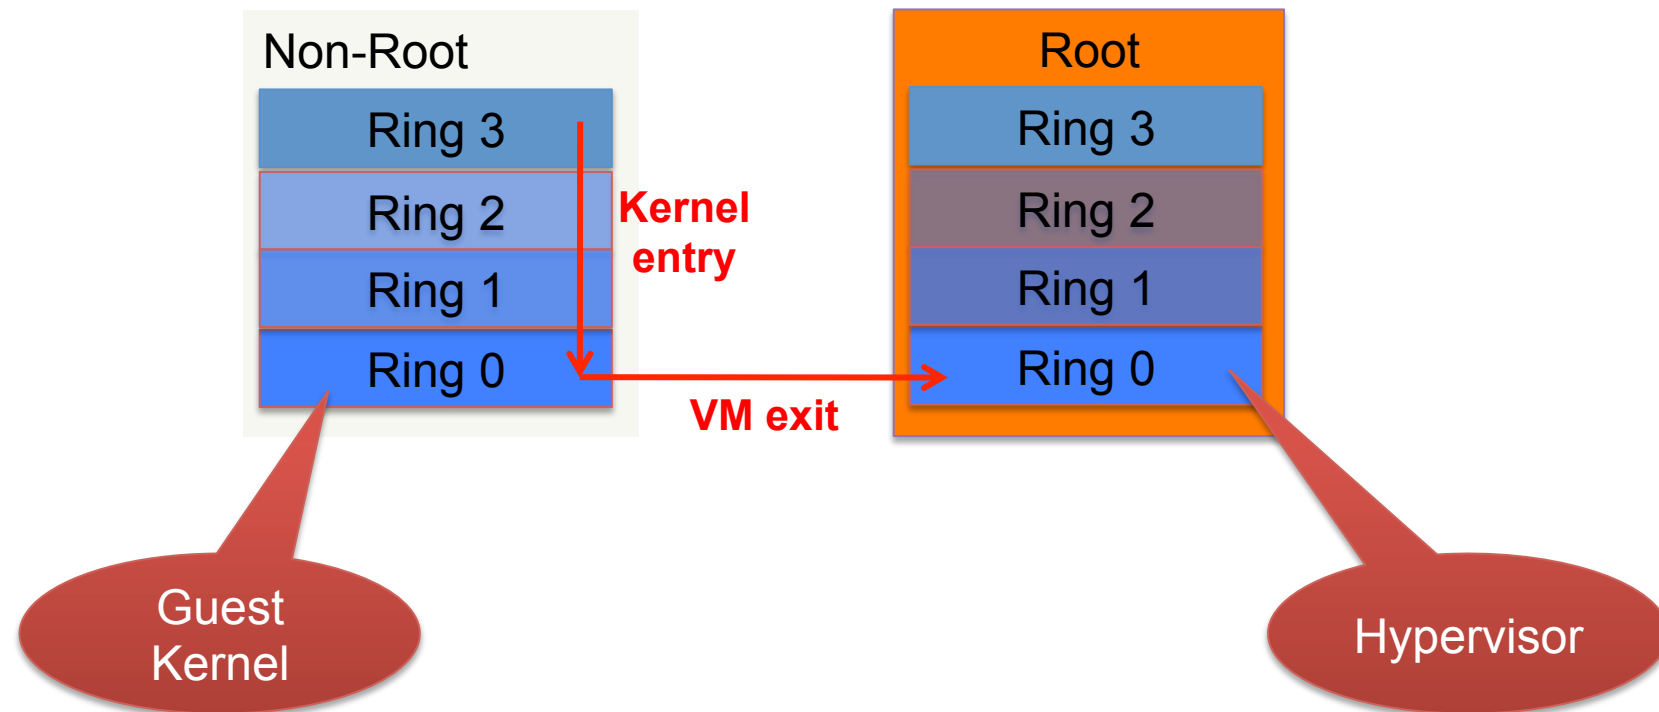 Non-Root
Ring 3
Ring 2
Ring 1
Ring 0
Kernel
entry
VM exit
Root
Ring 3
Ring 2
Ring 1
Ring 0
Guest
Kernel
Hypervisor